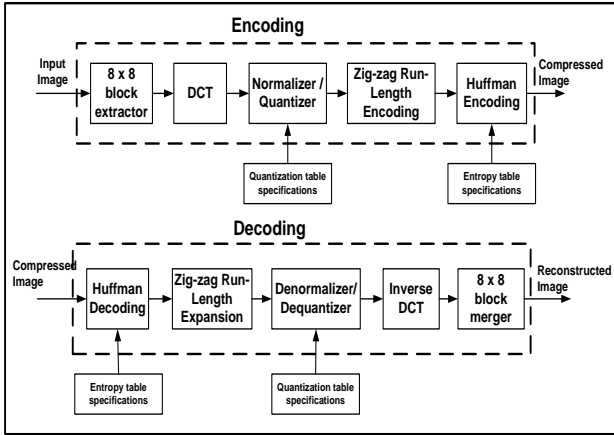 Encoding
Input
Image
8 x 8
block
extractor
DCT
Normalizer /
Quantizer
Zig-zag Run-
Length
Encoding
Huffman
Encoding
Compressed
Image
Quantization table
specifications
Entropy table
specifications
Decoding
Compressed
Image
Huffman
Decoding
Zig-zag Run-
Length
Expansion
Denormalizer/
Dequantizer
Inverse
DCT
8 x 8
block
merger
Reconstructed
Image
Entropy table
specifications
Quantization table
specifications